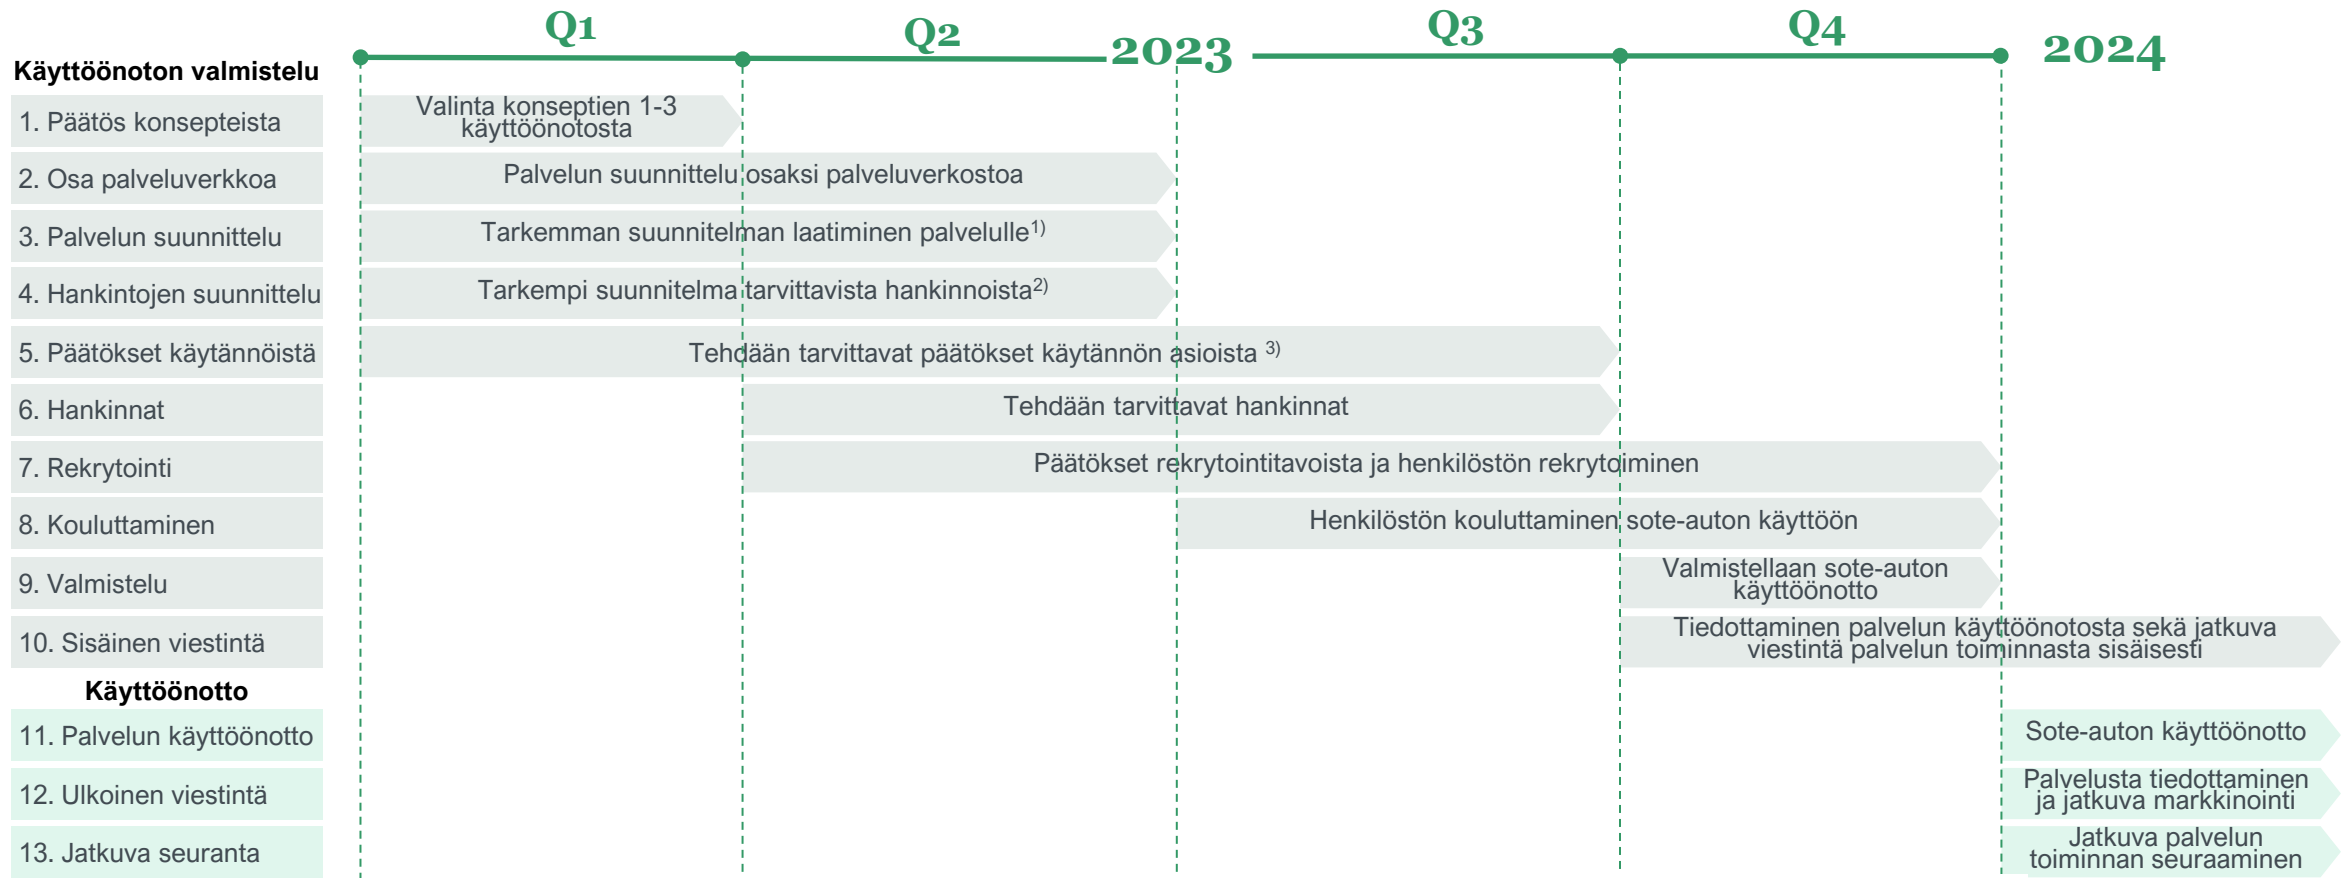 Q1
Q2
2023
Q3
Q4
2024
Käyttöönoton valmistelu
1. Päätös konsepteista
Valinta konseptien 1-3
käyttöönotosta
2. Osa palveluverkkoa
Palvelun suunnittelu osaksi palveluverkostoa
3. Palvelun suunnittelu
Tarkemman suunnitelman laatiminen palvelulle1)
4. Hankintojen suunnittelu
Tarkempi suunnitelma tarvittavista hankinnoista2)
5. Päätökset käytännöistä
Tehdään tarvittavat päätökset käytännön asioista 3)
6. Hankinnat
Tehdään tarvittavat hankinnat
7. Rekrytointi
Päätökset rekrytointitavoista ja henkilöstön rekrytoiminen
8. Kouluttaminen
Henkilöstön kouluttaminen sote-auton käyttöön
9. Valmistelu
Valmistellaan sote-auton
käyttöönotto
10. Sisäinen viestintä
Tiedottaminen palvelun käyttöönotosta sekä jatkuva
viestintä palvelun toiminnasta sisäisesti
Käyttöönotto
11. Palvelun käyttöönotto
Sote-auton käyttöönotto
12. Ulkoinen viestintä
Palvelusta tiedottaminen
ja jatkuva markkinointi
13. Jatkuva seuranta
Jatkuva palvelun
toiminnan seuraaminen